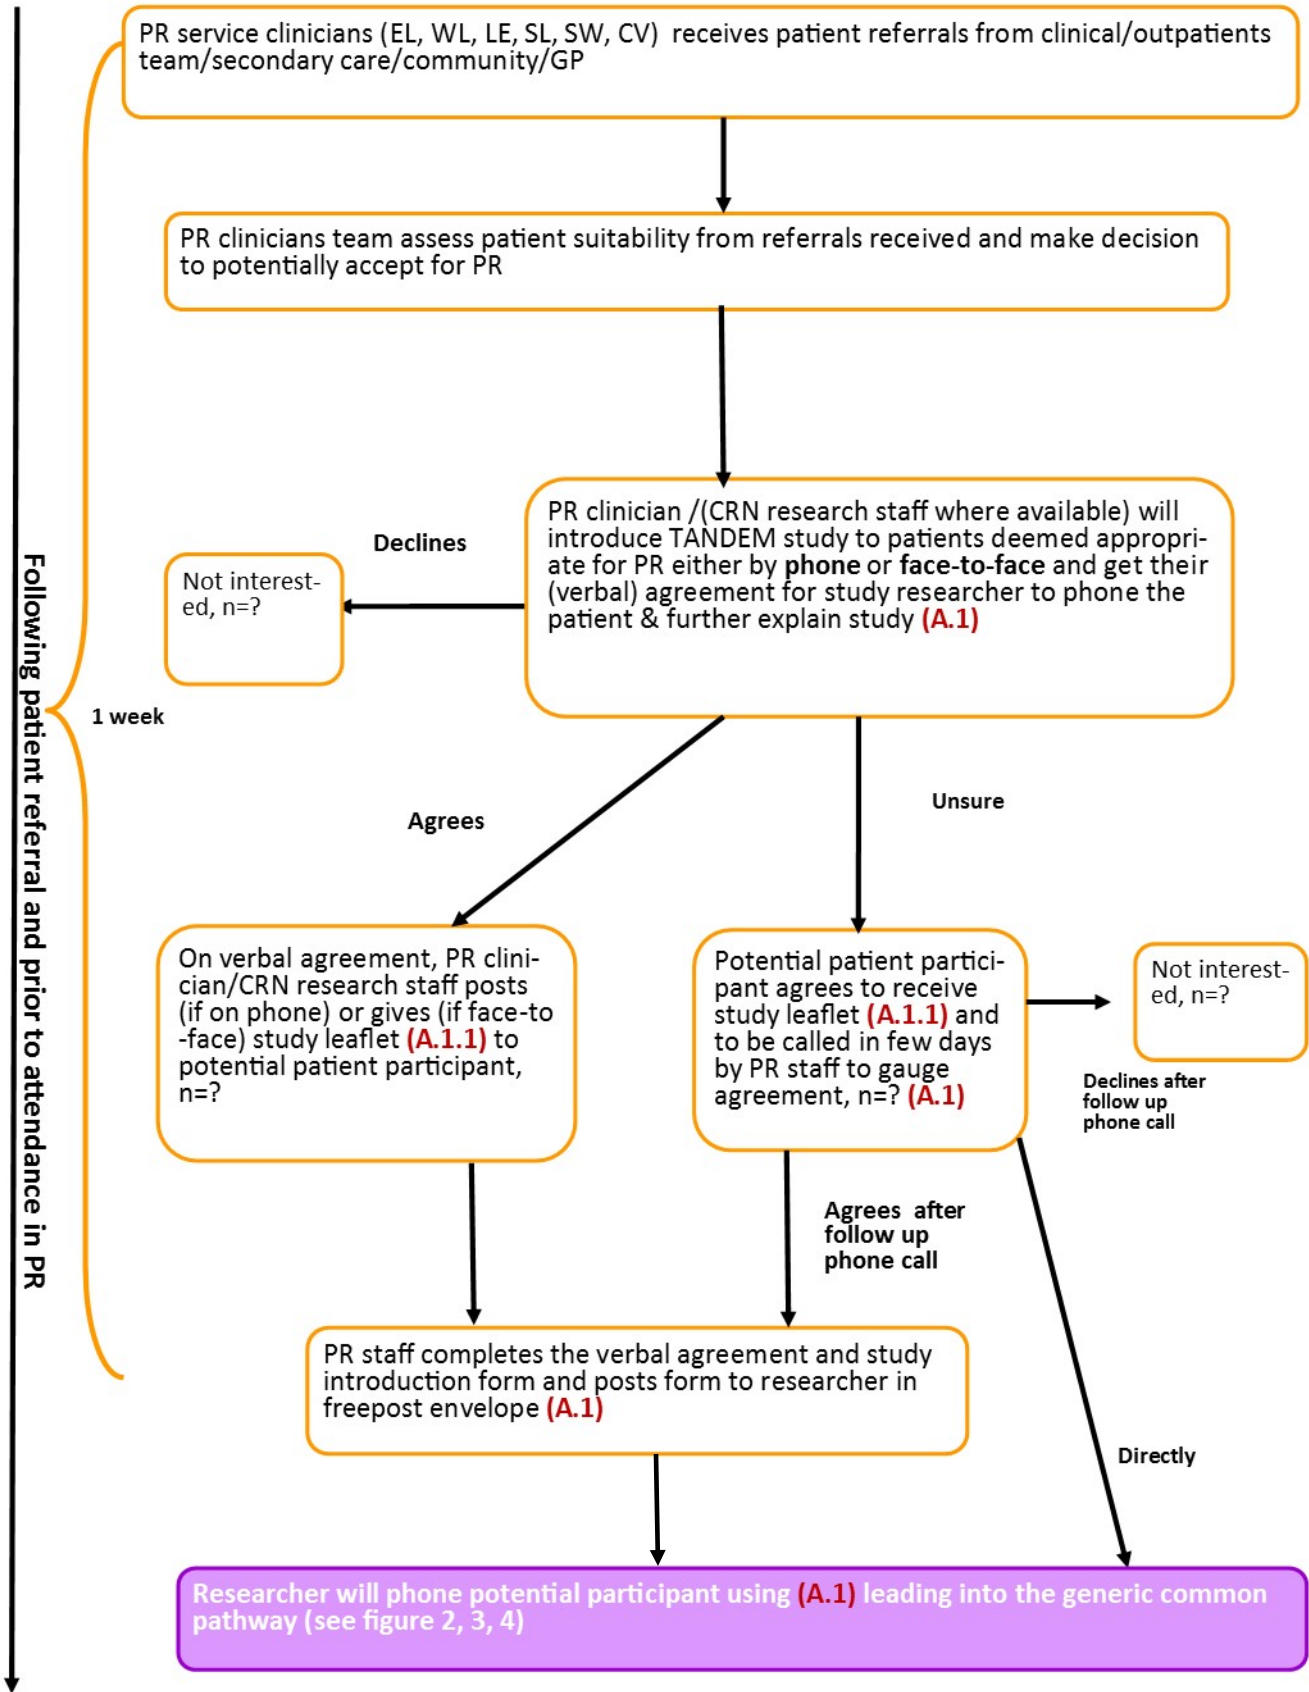 PR service clinicians (EL, WL, LE, SL, SW, CV) receives patient referrals from clinical/outpatients
team/secondary care/community/GP
PR clinicians team assess patient suitability from referrals received and make decision
to potentially accept for PR
PR clinician /(CRN research staff where available) will
introduce TANDEM study to patients deemed appropri-
ate for PR either by phone or face-to-face and get their
(verbal) agreement for study researcher to phone the
patient & further explain study (A.1)
Declines
Not interest-
ed, n=?
Following patient referral and prior to attendance in PR
1 week
Agrees
Unsure
On verbal agreement, PR clini-
cian/CRN research staff posts
(if on phone) or gives (if face-to
-face) study leaflet (A.1.1) to
potential patient participant,
n=?
Potential patient partici-
pant agrees to receive
study leaflet (A.1.1) and
to be called in few days
by PR staff to gauge
agreement, n=? (A.1)
Not interest-
ed, n=?
Declines after
follow up
phone call
Agrees after
follow up
phone call
PR staff completes the verbal agreement and study
introduction form and posts form to researcher in
freepost envelope (A.1)
Directly
Researcher will phone potential participant using (A.1) leading into the generic common
pathway (see figure 2, 3, 4)